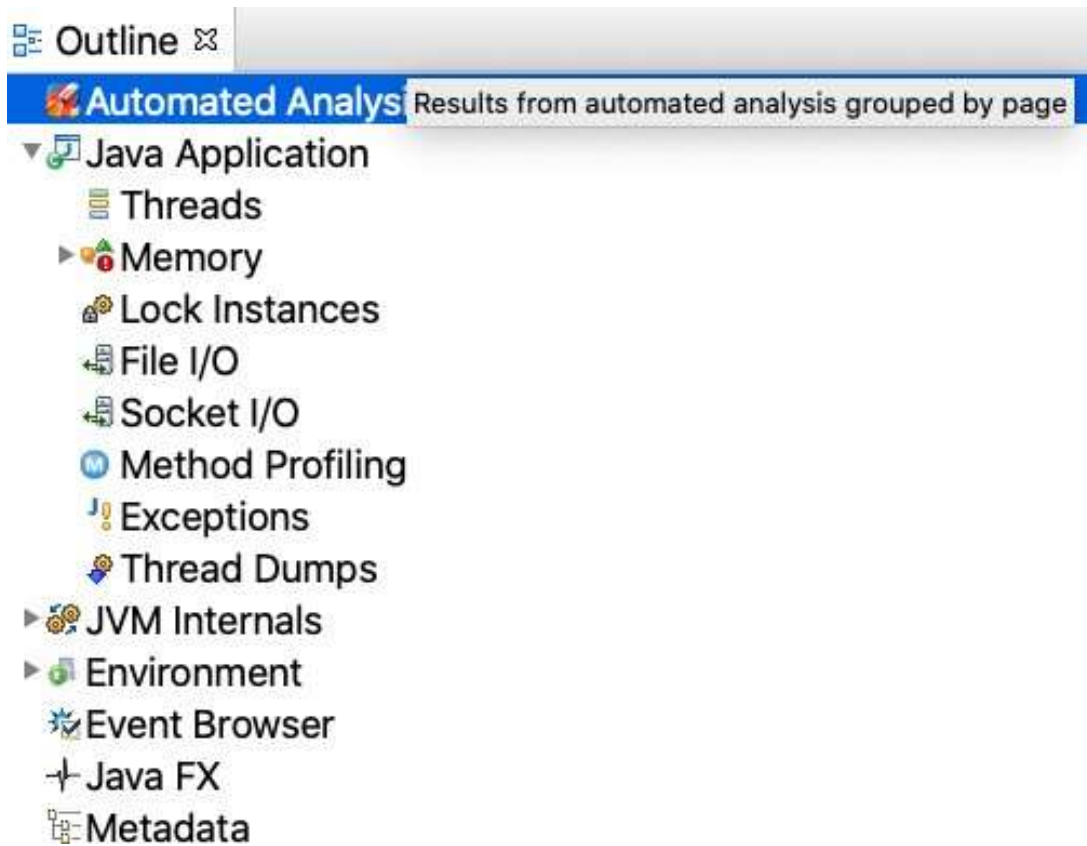 Outline
Automated Analysi Results from automated analysis grouped by page
Java Application
Threads
Memory
Lock Instances
File I/O
Socket I/O
Method Profiling
Exceptions
Thread Dumps
JVM Internals
Environment
Event Browser
Java FX
Metadata